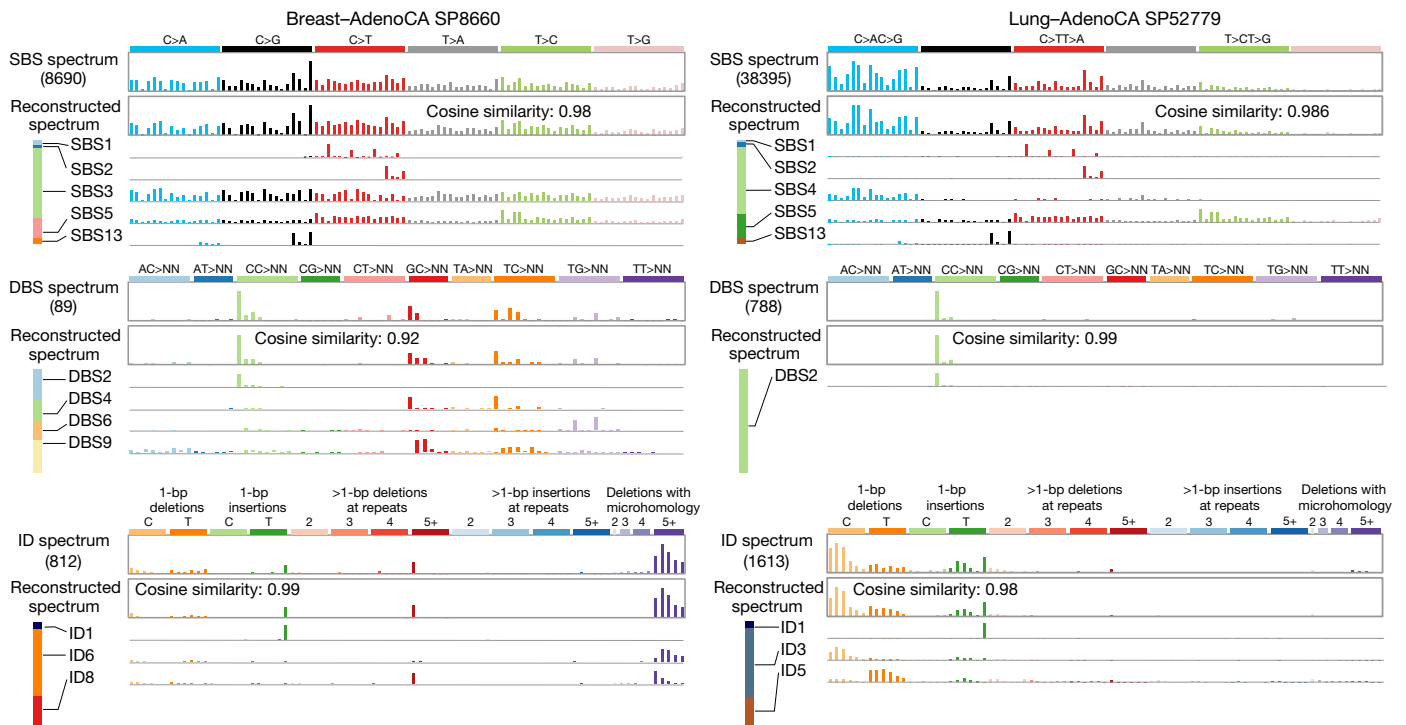 Breast–AdenoCA SP8660
C>A C>G C>T T>A T>C T>G
SBS spectrum
(8690)
Reconstructed
spectrum
Cosine similarity: 0.98
SBS1
SBS2
SBS3
SBS5
SBS13
AC>NN AT>NN CC>NN CG>NN CT>NN GC>NN TA>NN TC>NN TG>NN TT>NN
DBS spectrum
(89)
Reconstructed
spectrum
Cosine similarity: 0.92
DBS2
DBS4
DBS6
DBS9
1-bp
deletions
1-bp
insertions
>1-bp deletions
at repeats
>1-bp insertions
at repeats
Deletions with
microhomology
C T C T 2 3 4 5+ 2 3 4 5+ 2 3 4 5+
ID spectrum
(812)
Reconstructed
spectrum
Cosine similarity: 0.99
ID1
ID6
ID8
Lung–AdenoCA SP52779
C>AC>G C>TT>A T>CT>G
SBS spectrum
(38395)
Reconstructed
spectrum
Cosine similarity: 0.986
SBS1
SBS2
SBS4
SBS5
SBS13
AC>NN AT>NN CC>NN CG>NN CT>NN GC>NN TA>NN TC>NN TG>NN TT>NN
DBS spectrum
(788)
Reconstructed
spectrum
Cosine similarity: 0.99
DBS2
1-bp
deletions
1-bp
insertions
>1-bp deletions
at repeats
>1-bp insertions
at repeats
Deletions with
microhomology
C T C T 2 3 4 5+ 2 3 4 5+ 2 3 4 5+
ID spectrum
(1613)
Reconstructed
spectrum
Cosine similarity: 0.98
ID1
ID3
ID5